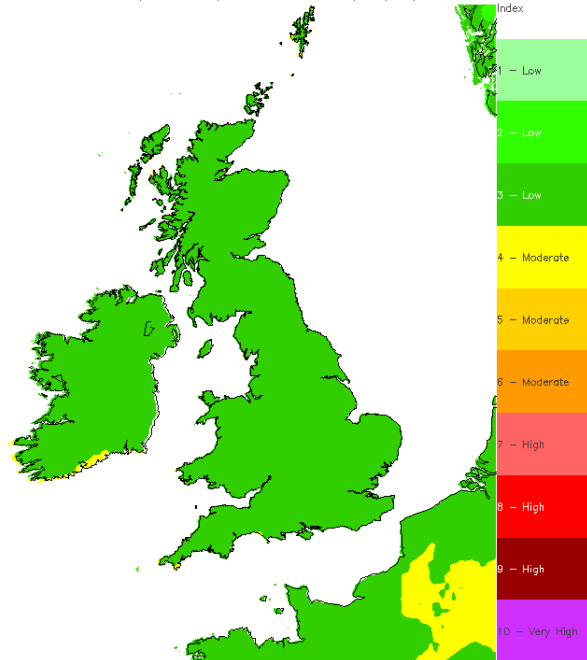 Index
1 - Low
2 - Low
3 - Low
4 - Moderate
5 - Moderate
6 - Moderate
7 - High
8 - High
9 - High
10 - Very High